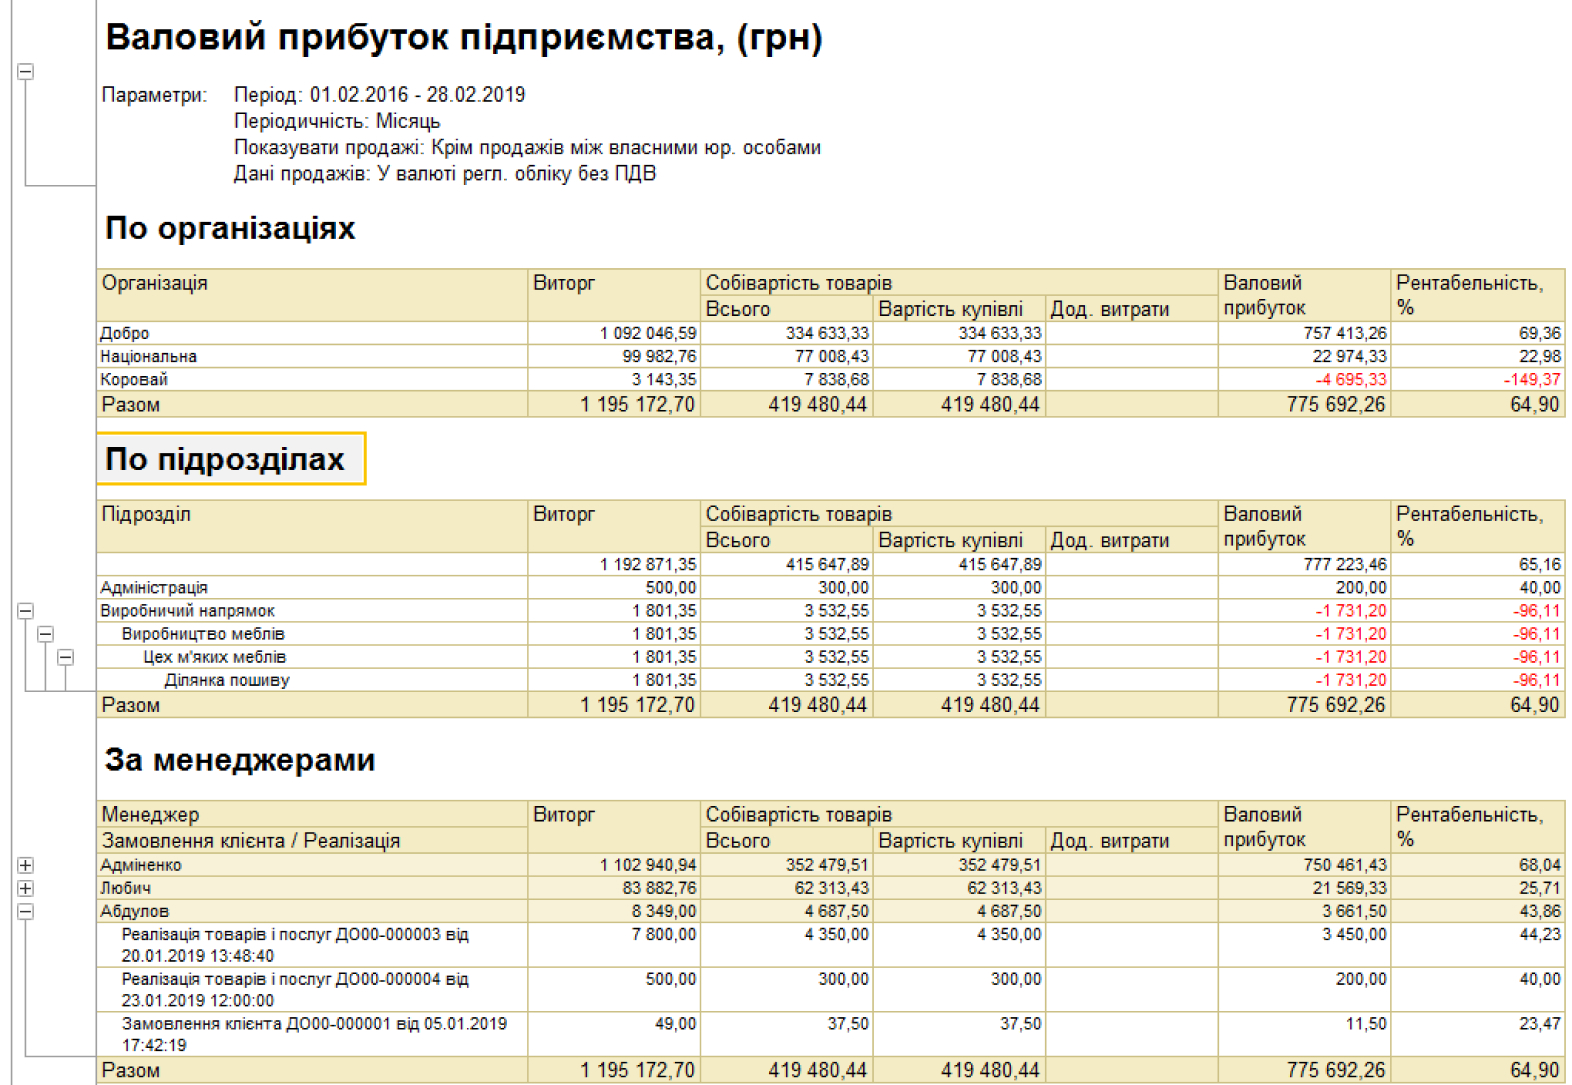 Валовий прибуток підприємства, (грн)
Параметри: Період: 01.02.2016 - 28.02.2019
Періодичність: Місяць
Показувати продажі: Крім продажів між власними юр. особами
Дані продажів: У валюті регл. обліку без ПДВ
По організаціях
Організація Виторг Собівартість товарів Валовий прибуток Рентабельність, %
Всього Вартість купівлі Дод. витрати
Добро 1 092 046,59 334 633,33 334 633,33 757 413,26 69,36
Національна 99 982,76 77 008,43 77 008,43 22 974,33 22,98
Коровай 3 143,35 7 838,68 7 838,68 -4 695,33 -149,37
Разом 1 195 172,70 419 480,44 419 480,44 775 692,26 64,90
По підрозділах
Підрозділ Виторг Собівартість товарів Валовий прибуток Рентабельність, %
Всього Вартість купівлі Дод. витрати
1 192 871,35 415 647,89 415 647,89 777 223,46 65,16
Адміністрація 500,00 300,00 300,00 200,00 40,00
Виробничий напрямок 1 801,35 3 532,55 3 532,55 -1 731,20 -96,11
Виробництво меблів 1 801,35 3 532,55 3 532,55 -1 731,20 -96,11
Цех м'яких меблів 1 801,35 3 532,55 3 532,55 -1 731,20 -96,11
Ділянка пошиву 1 801,35 3 532,55 3 532,55 -1 731,20 -96,11
Разом 1 195 172,70 419 480,44 419 480,44 775 692,26 64,90
За менеджерами
Менеджер Виторг Собівартість товарів Валовий прибуток Рентабельність, %
Замовлення клієнта / Реалізація Всього Вартість купівлі Дод. витрати
Адміненко 1 102 940,94 352 479,51 352 479,51 750 461,43 68,04
Любич 83 882,76 62 313,43 62 313,43 21 569,33 25,71
Абдулов 8 349,00 4 687,50 4 687,50 3 661,50 43,86
Реалізація товарів і послуг ДО00-000003 від 7 800,00 4 350,00 4 350,00 3 450,00 44,23
20.01.2019 13:48:40
Реалізація товарів і послуг ДО00-000004 від 500,00 300,00 300,00 200,00 40,00
23.01.2019 12:00:00
Замовлення клієнта ДО00-000001 від 05.01.2019 49,00 37,50 37,50 11,50 23,47
17:42:19
Разом 1 195 172,70 419 480,44 419 480,44 775 692,26 64,90